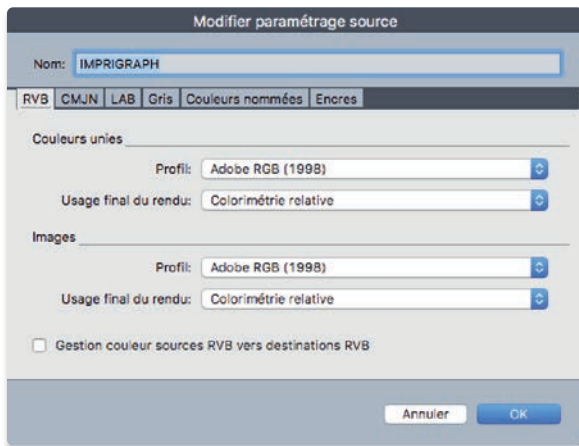 Modifier paramétrage source
Nom: IMPRIGRAPH
RVB CMJN LAB Gris Couleurs nommées Encres
Couleurs unies
Profil: Adobe RGB (1998)
Usage final du rendu: Colorimétrie relative
Images
Profil: Adobe RGB (1998)
Usage final du rendu: Colorimétrie relative
Gestion couleur sources RVB vers destinations RVB
Annuler OK